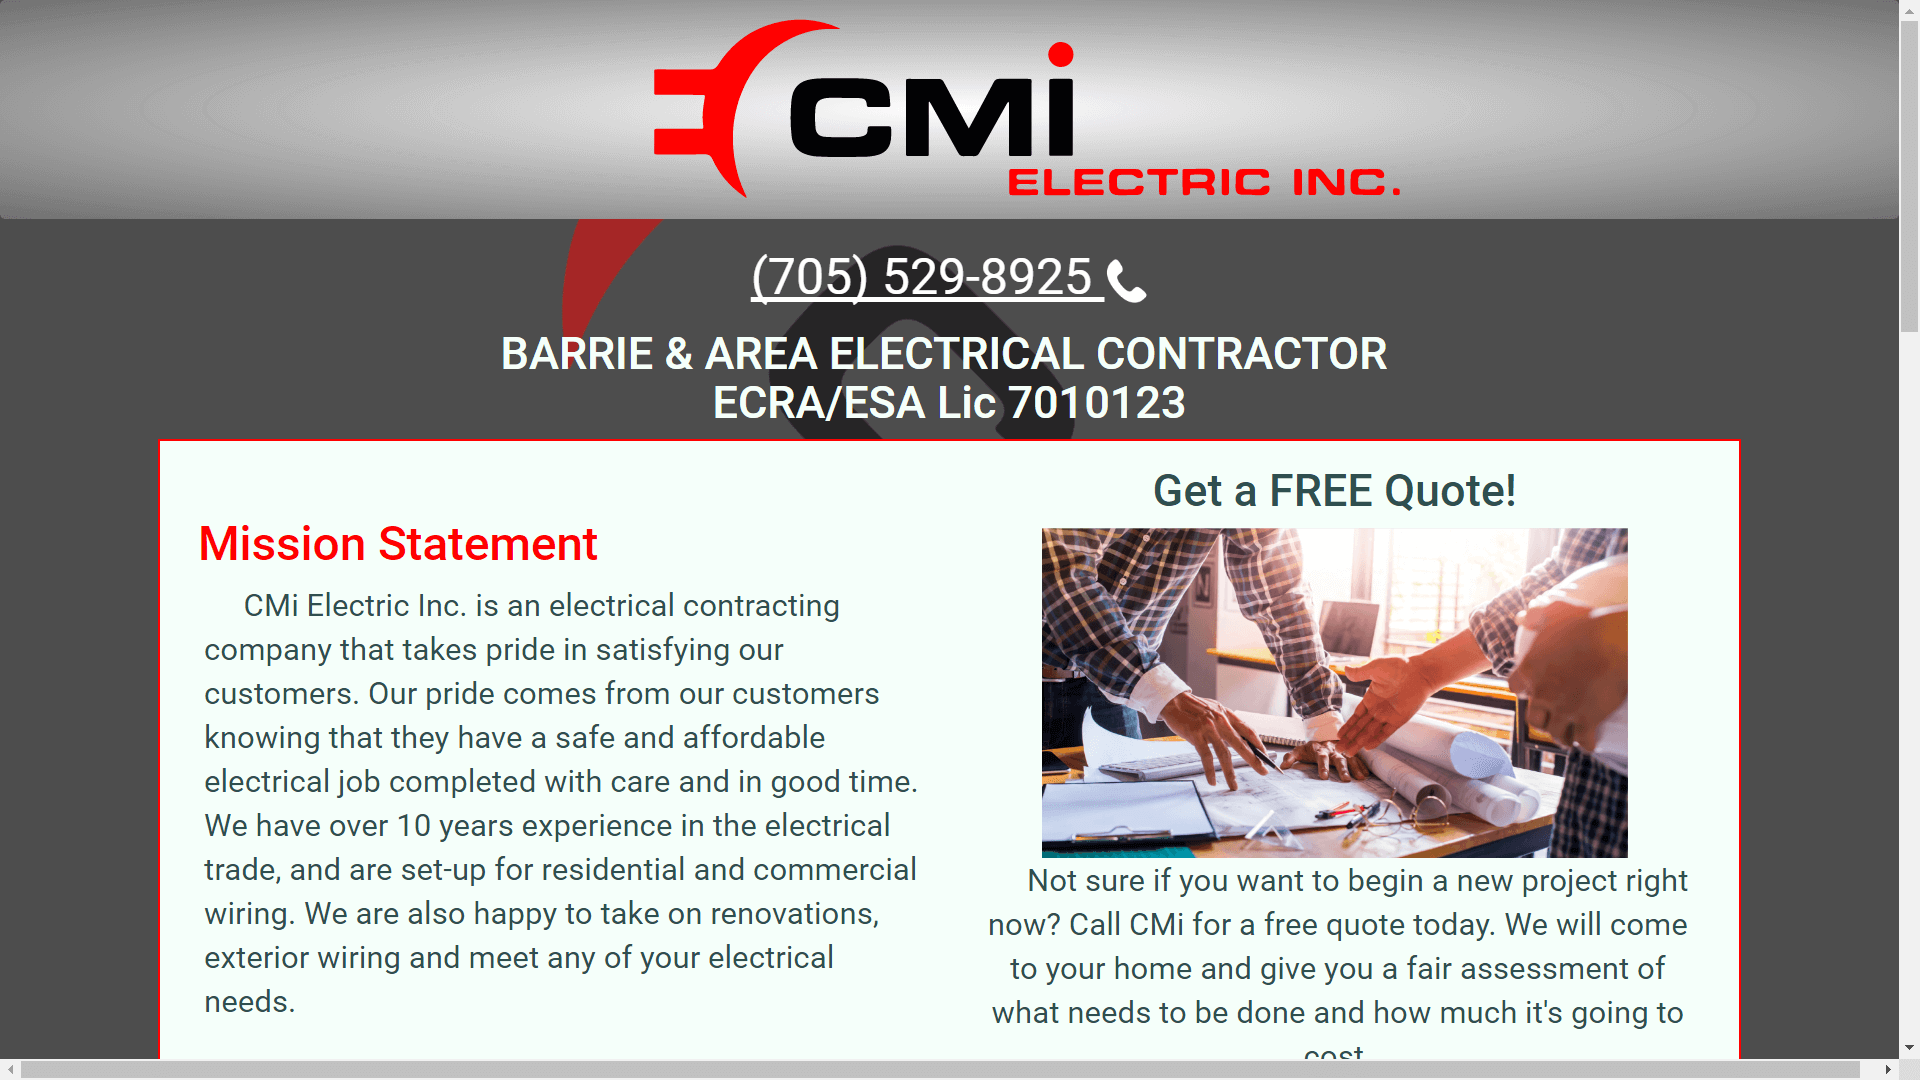 CMi
ELECTRIC INC.
(705) 529-8925
BARRIE & AREA ELECTRICAL CONTRACTOR
ECRA/ESA Lic 7010123
Mission Statement
CMi Electric Inc. is an electrical contracting
company that takes pride in satisfying our
customers. Our pride comes from our customers
knowing that they have a safe and affordable
electrical job completed with care and in good time.
We have over 10 years experience in the electrical
trade, and are set-up for residential and commercial
wiring. We are also happy to take on renovations,
exterior wiring and meet any of your electrical
needs.
Get a FREE Quote!
Not sure if you want to begin a new project right
now? Call CMi for a free quote today. We will come
to your home and give you a fair assessment of
what needs to be done and how much it's going to
cost